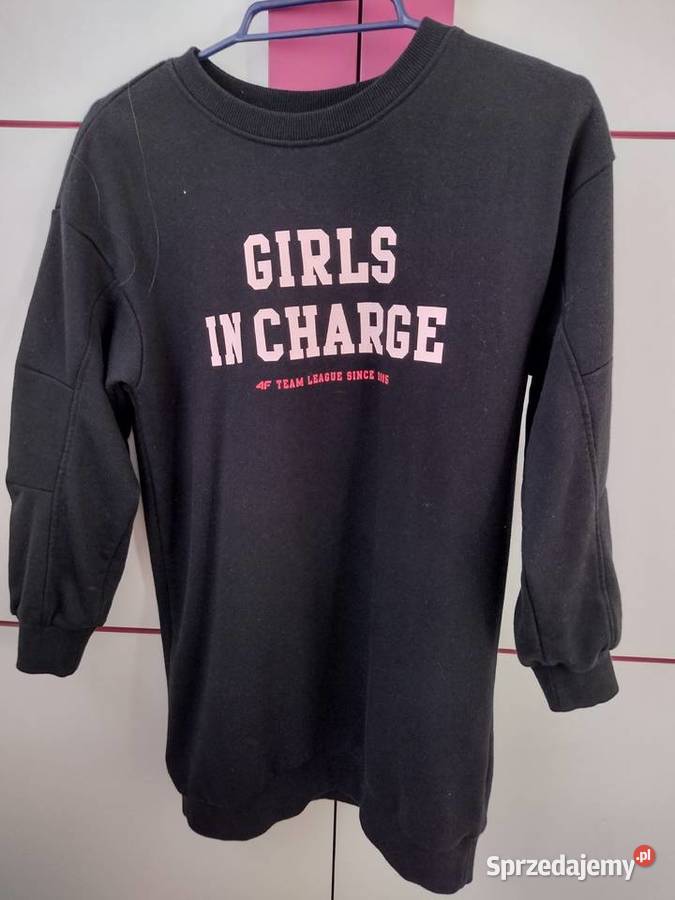 GIRLS
IN CHARGE
4F TEAM LEAGUE SINCE
Sprzedajemy.pl